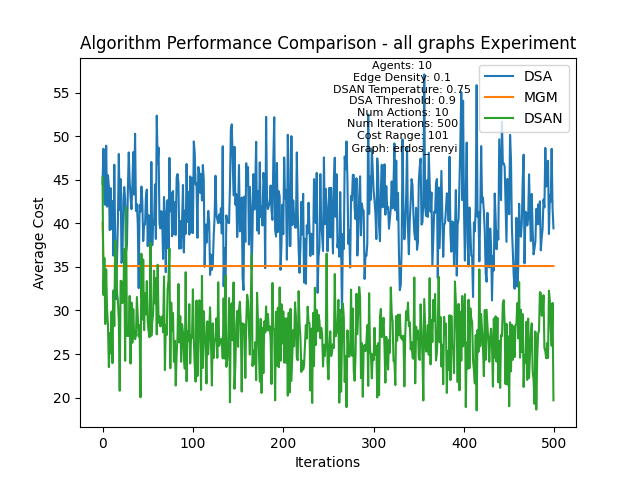 Algorithm Performance Comparison - all graphs Experiment
Agents: 10
Edge Density: 0.1
DSAN Temperature: 0.75
DSA Threshold: 0.9
Num Actions: 10
Num Iterations: 500
Cost Range: 101
Graph: erdos_renyi
DSA
MGM
DSAN
Average Cost
55
50
45
40
35
30
25
20
0
100
200
300
400
500
Iterations